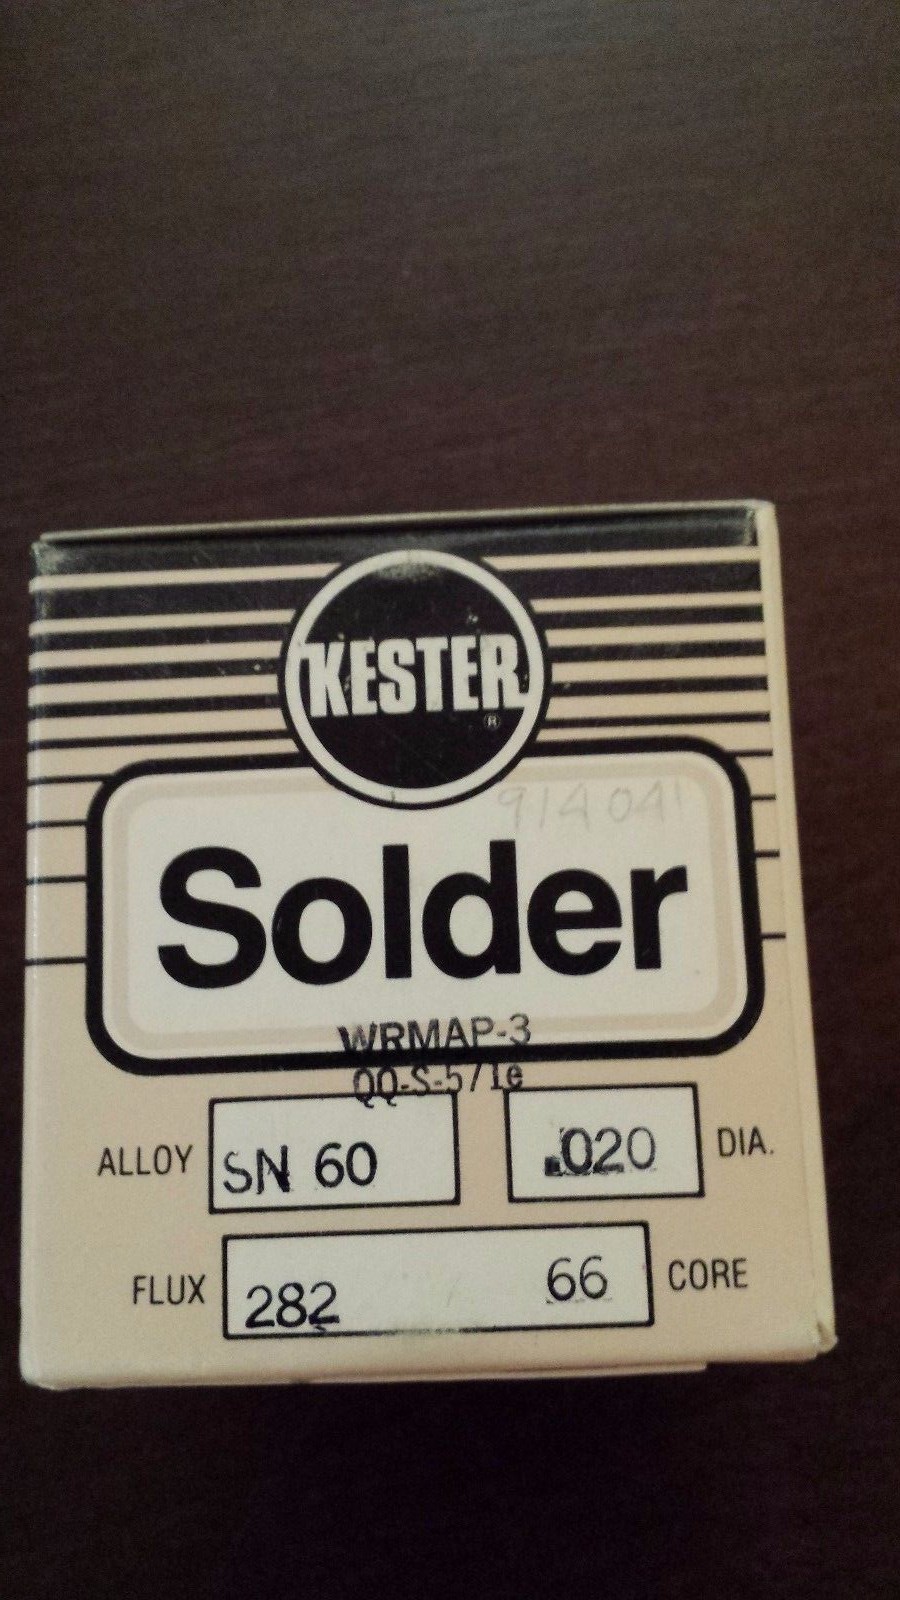 KESTER
®
914041
Solder
WRMAP-3
QQ-S-571e
ALLOY SN 60 .020 DIA.
FLUX 282 66 CORE